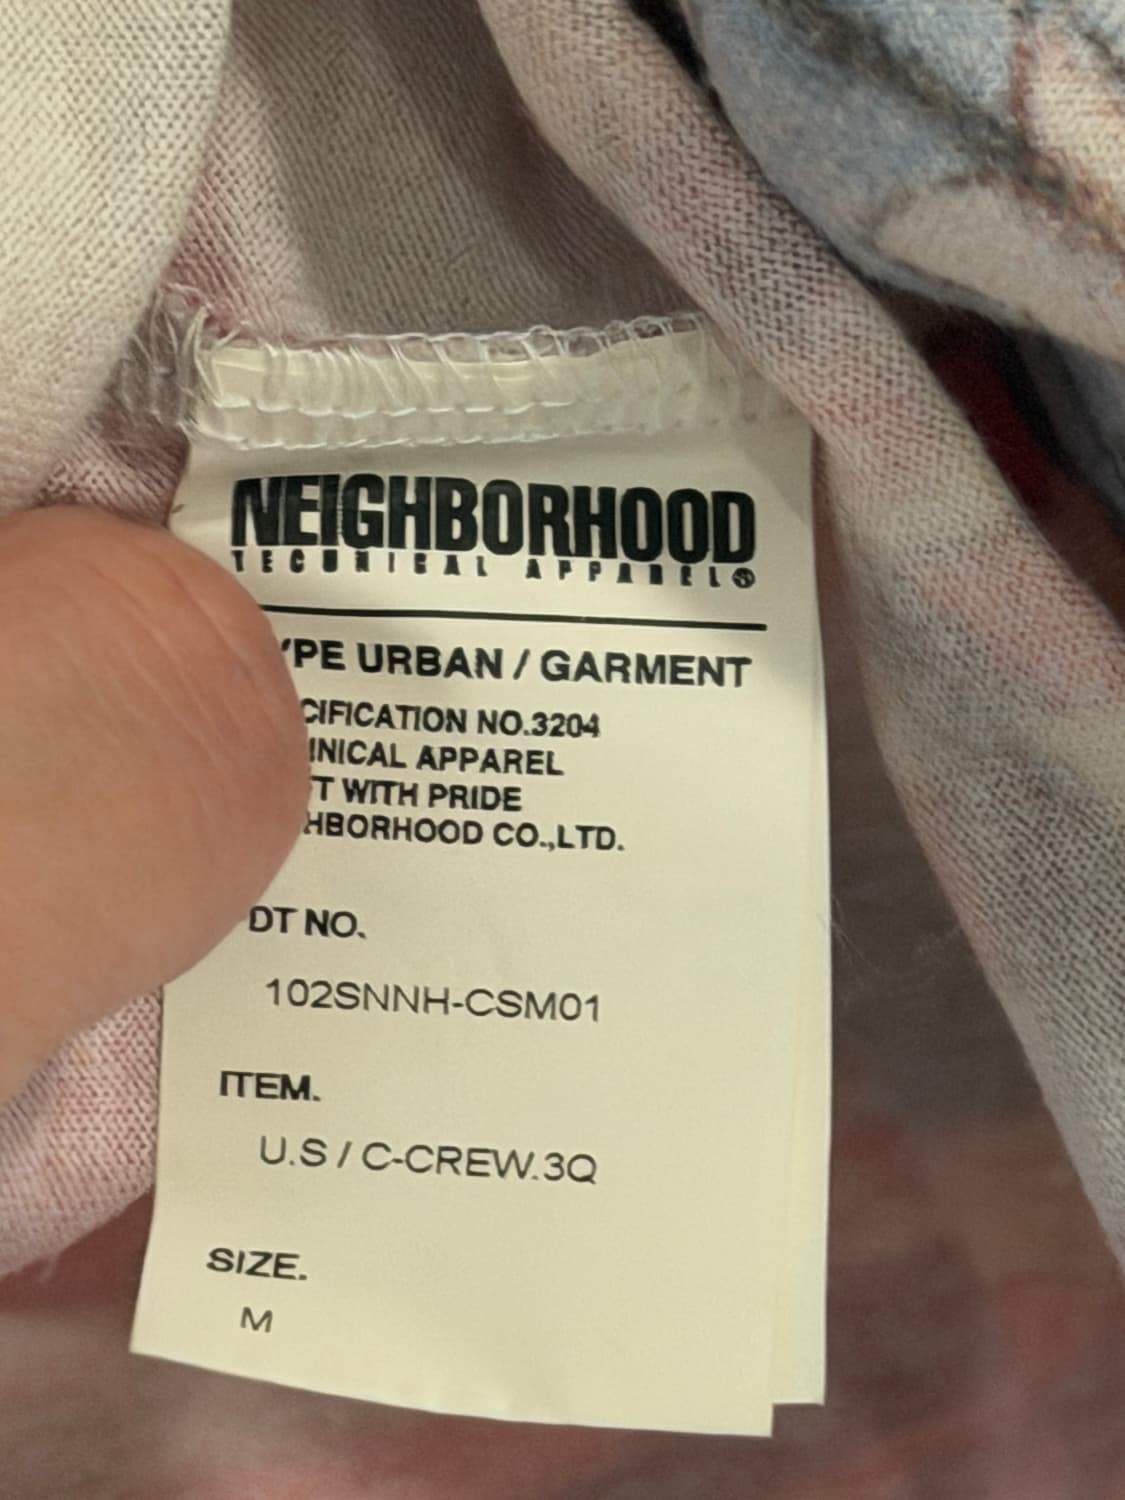 NEIGHBORHOOD
TECHNICAL APPAREL®
YPE URBAN / GARMENT
CIFICATION NO.3204
NICAL APPAREL
T WITH PRIDE
HBORHOOD CO.,LTD.
DT NO.
102SNNH-CSM01
ITEM.
U.S / C-CREW.3Q
SIZE.
M